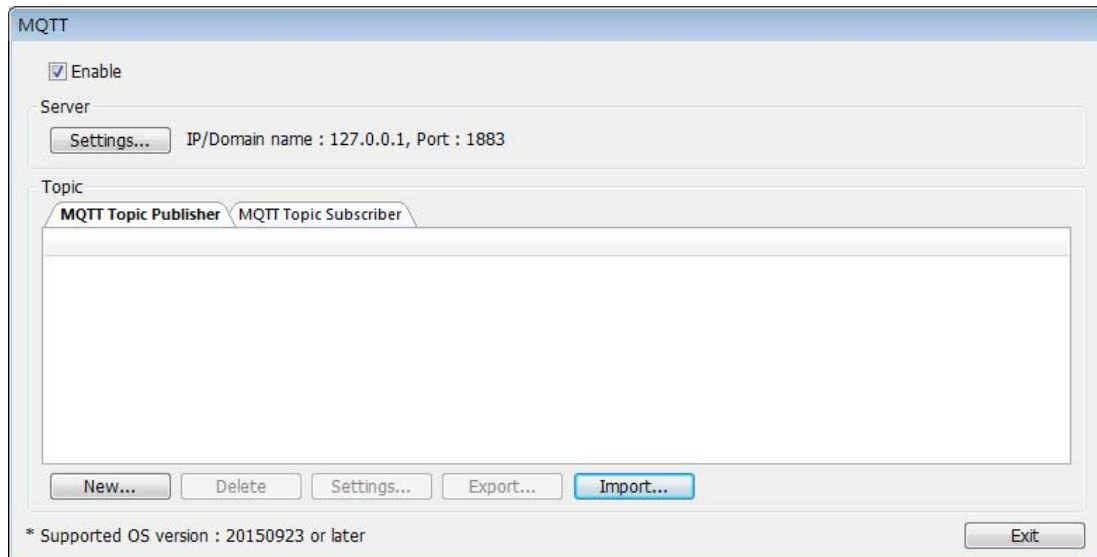 MQTT
Enable
Server
Settings... IP/Domain name : 127.0.0.1, Port : 1883
Topic
MQTT Topic Publisher MQTT Topic Subscriber
New... Delete Settings... Export... Import...
* Supported OS version : 20150923 or later Exit